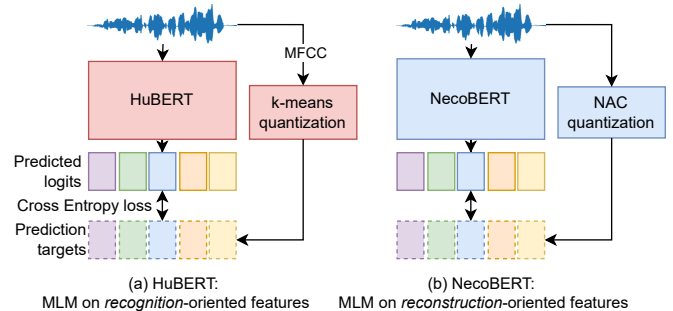 MFCC
HuBERT
k-means
quantization
Predicted
logits
Cross Entropy loss
Prediction
targets
(a) HuBERT:
MLM on recognition-oriented features
NecoBERT
NAC
quantization
(b) NecoBERT:
MLM on reconstruction-oriented features